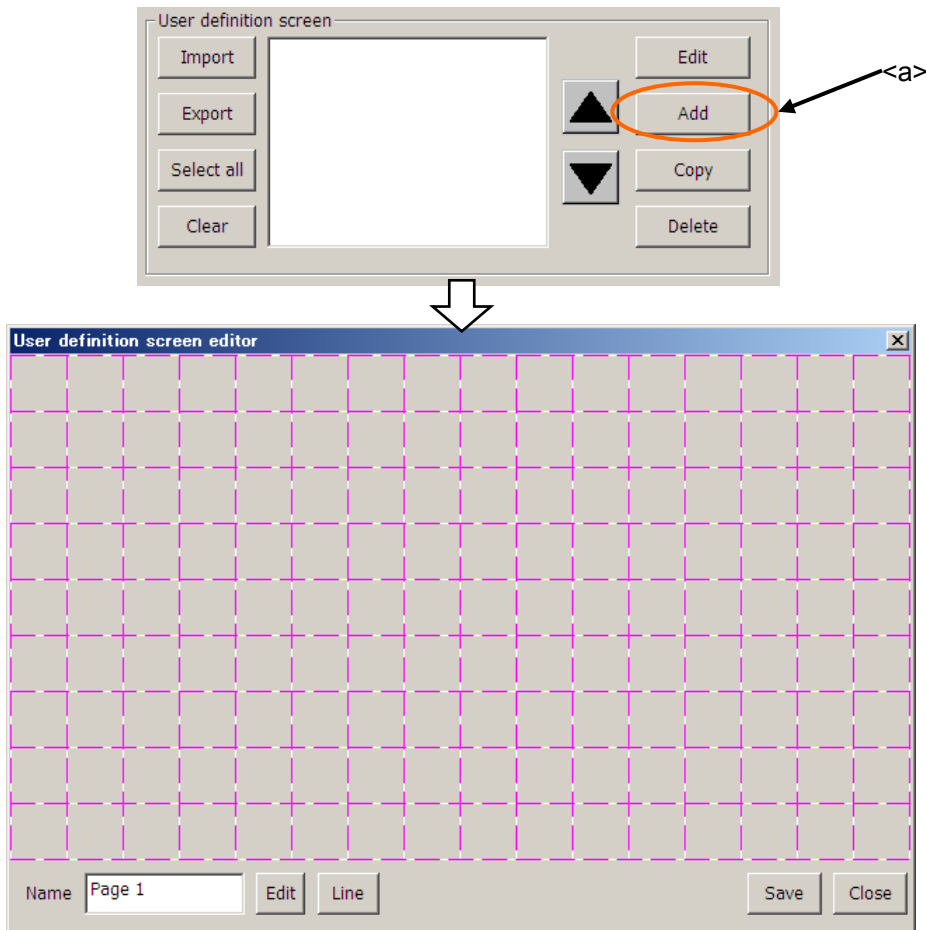 User definition screen
Import
Edit
<a>
Export
Add
Select all
Copy
Clear
Delete
User definition screen editor
Name Page 1 Edit Line Save Close